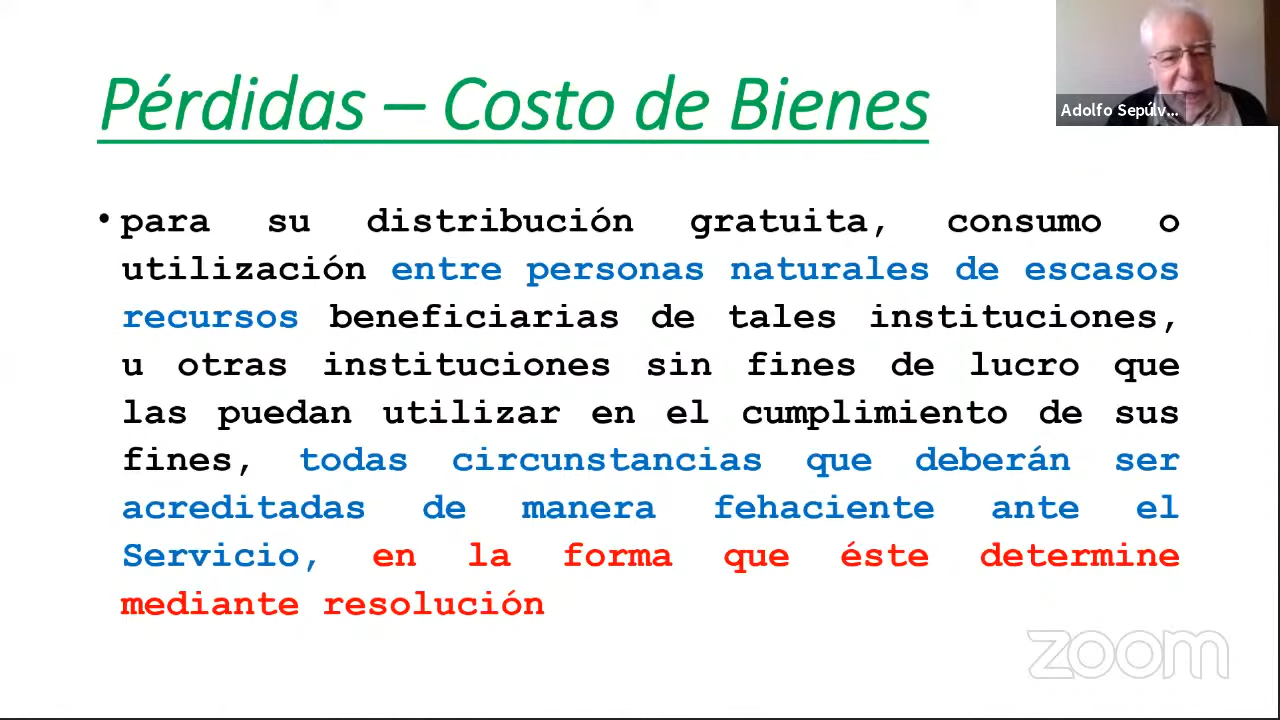 Pérdidas – Costo de Bienes
Adolfo Sepúlv...
• para su distribución gratuita, consumo o
utilización entre personas naturales de escasos
recursos beneficiarias de tales instituciones,
u otras instituciones sin fines de lucro que
las puedan utilizar en el cumplimiento de sus
fines, todas circunstancias que deberán ser
acreditadas de manera fehaciente ante el
Servicio, en la forma que éste determine
mediante resolución
zoom